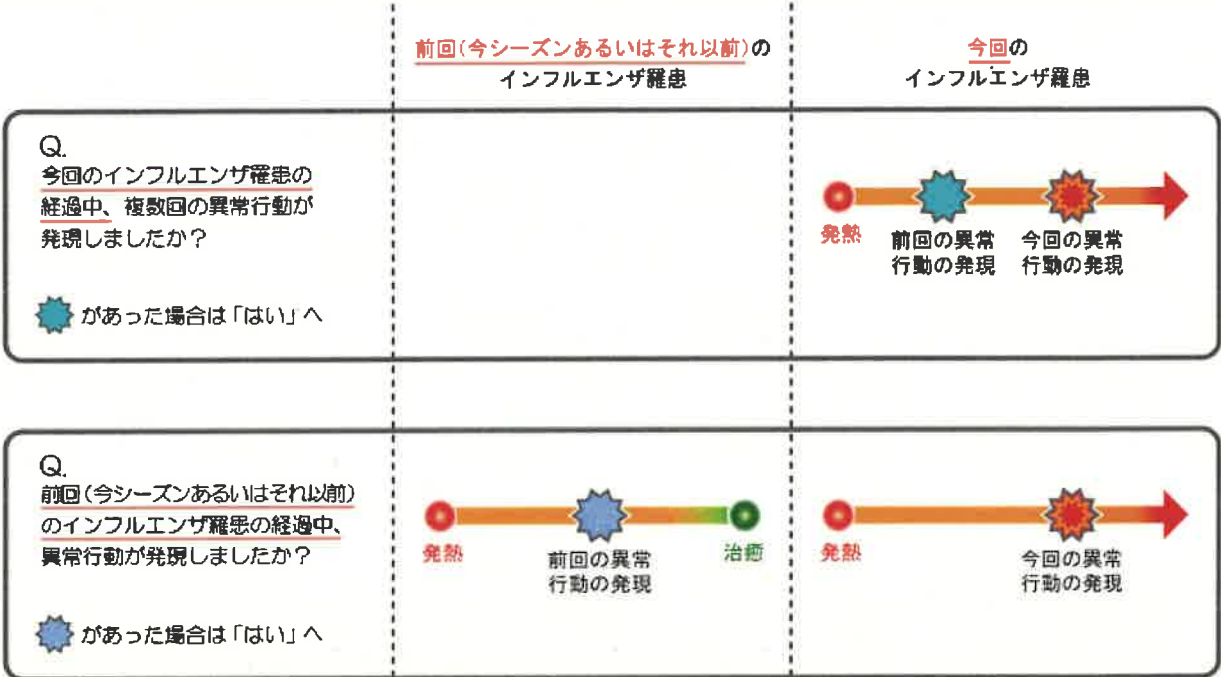 前回(今シーズンあるいはそれ以前)の
インフルエンザ罹患
今回の
インフルエンザ罹患
Q.
今回のインフルエンザ罹患の
経過中、複数回の異常行動が
発現しましたか？
があった場合は「はい」へ
発熱
前回の異常
行動の発現
今回の異常
行動の発現
Q.
前回(今シーズンあるいはそれ以前)
のインフルエンザ罹患の経過中、
異常行動が発現しましたか？
があった場合は「はい」へ
発熱
前回の異常
行動の発現
治癒
発熱
今回の異常
行動の発現